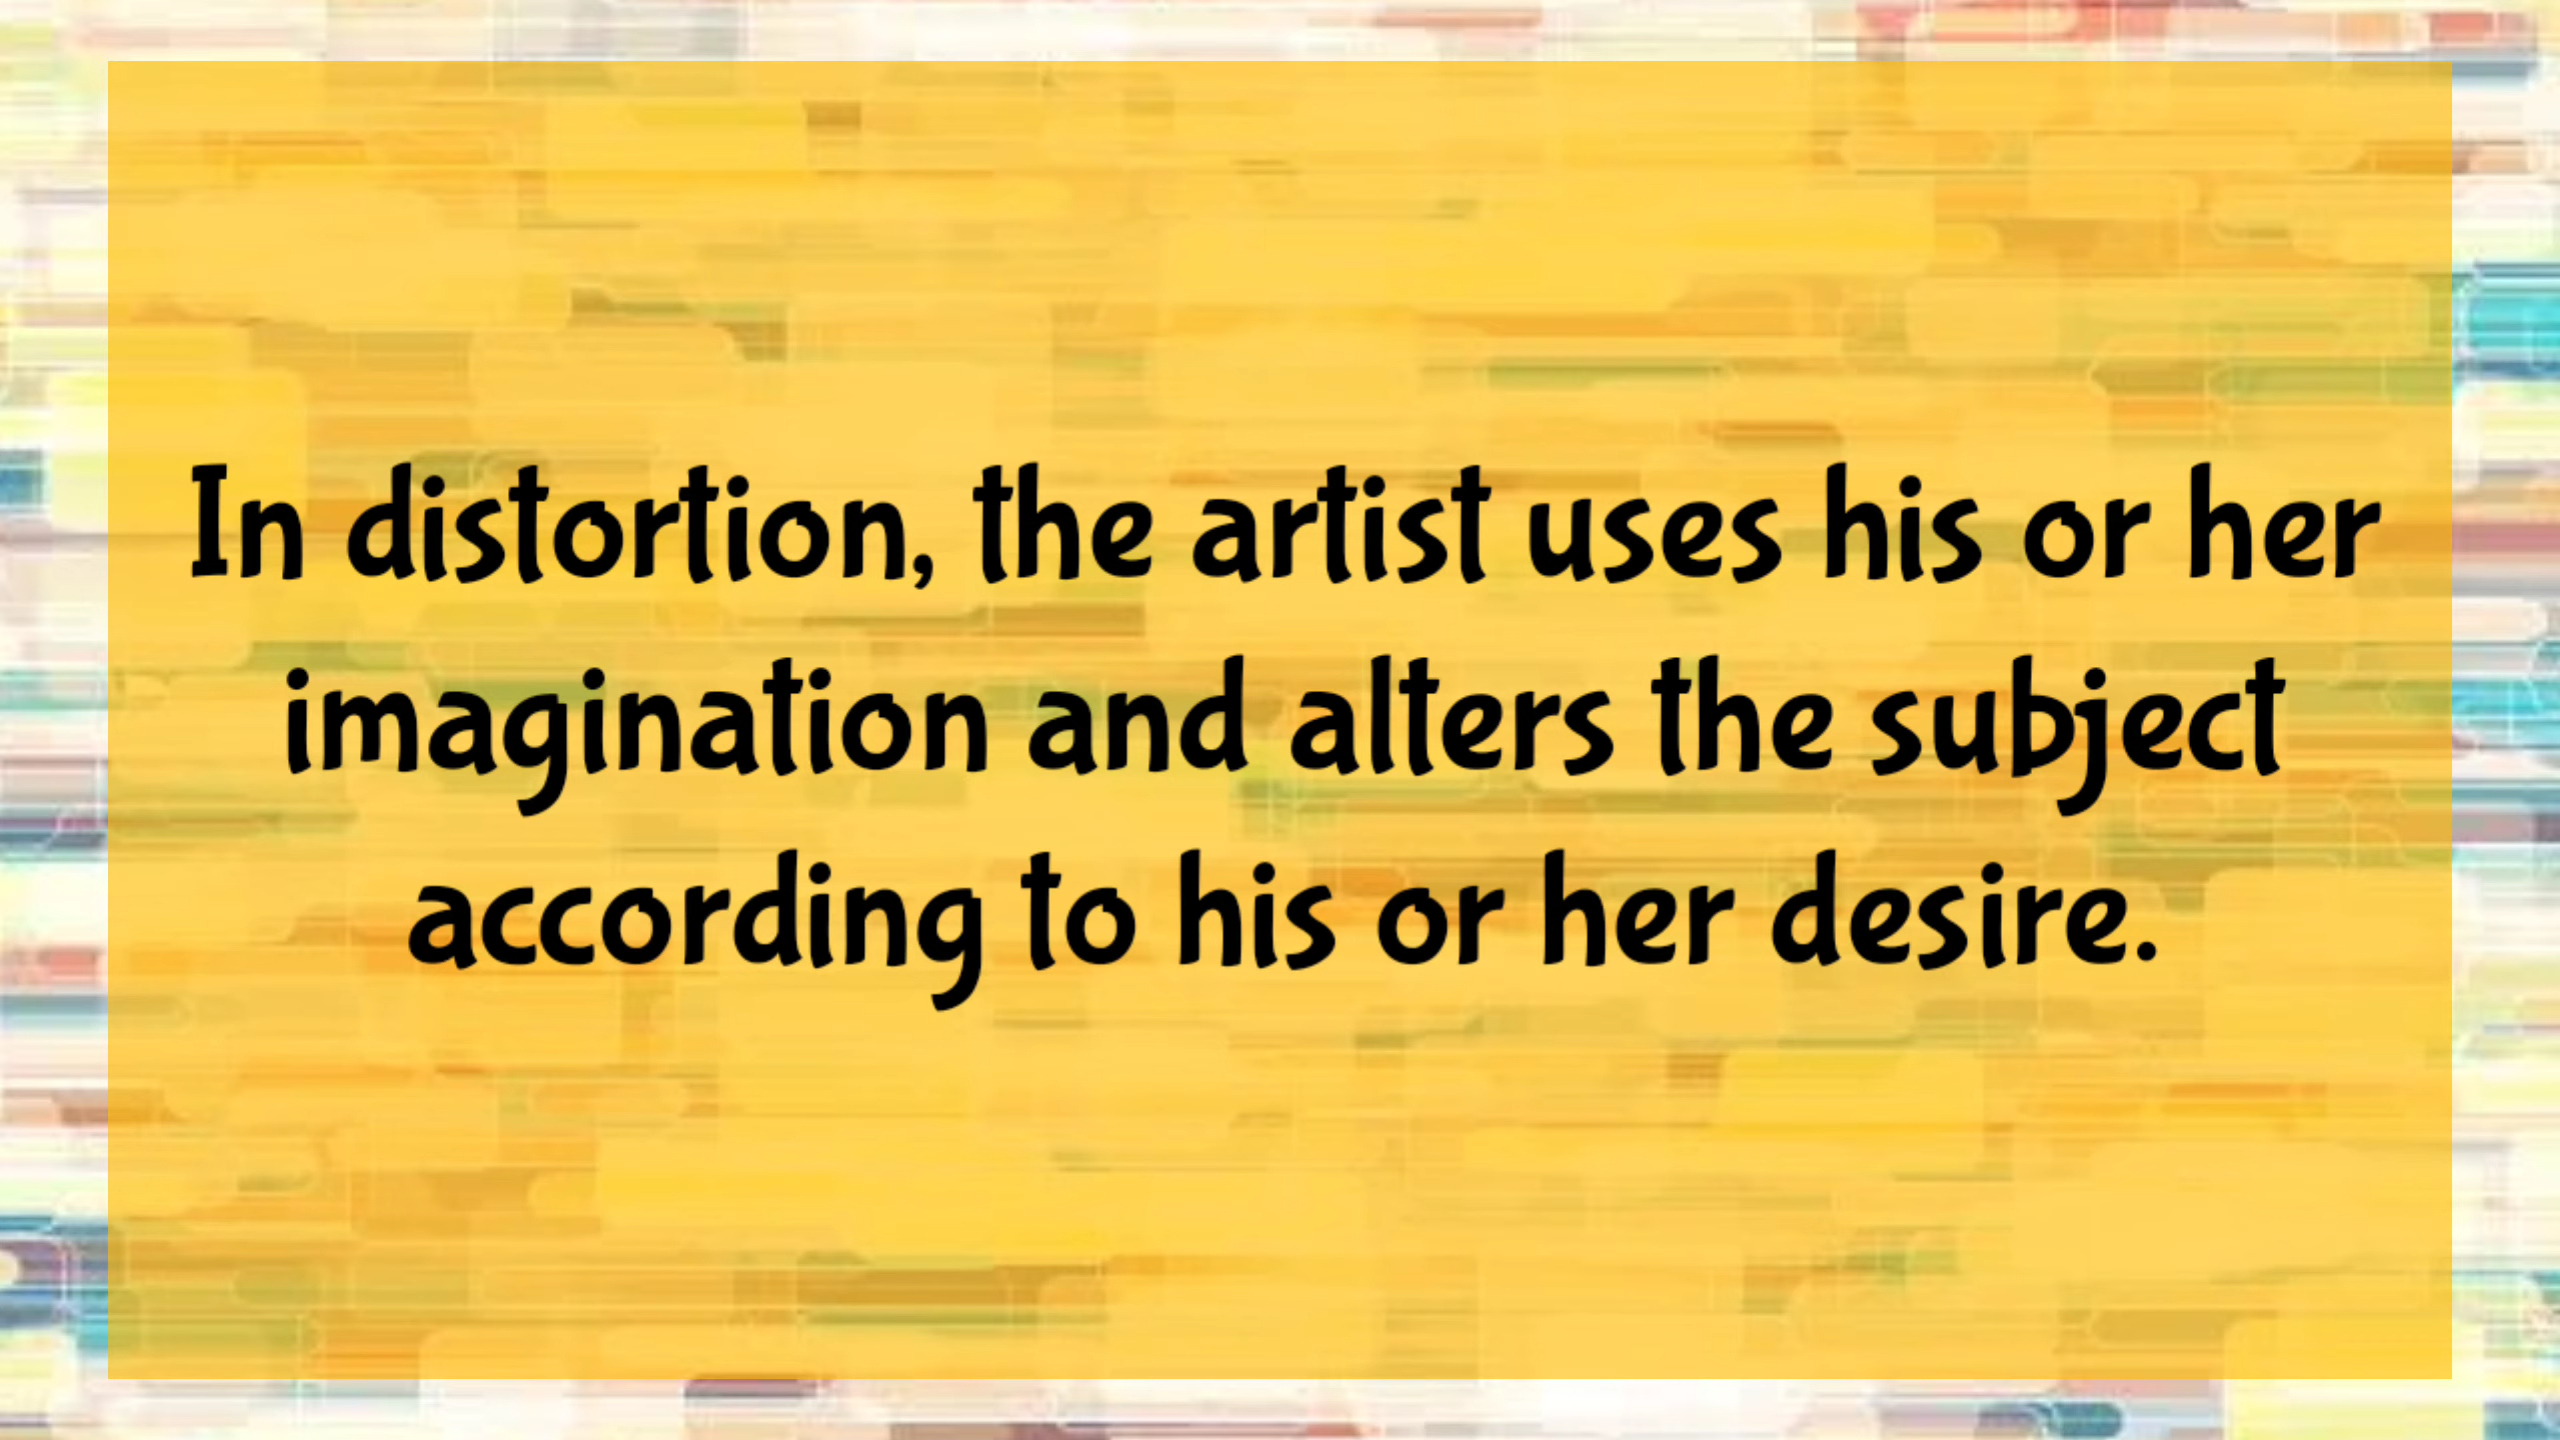 In distortion, the artist uses his or her
imagination and alters the subject
according to his or her desire.